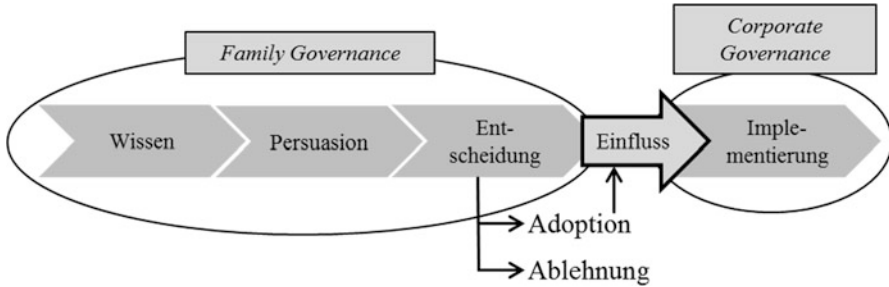 Family Governance
Corporate
Governance
Wissen
Persuasion
Ent-
scheidung
Einfluss
Imple-
mentierung
Adoption
Ablehnung